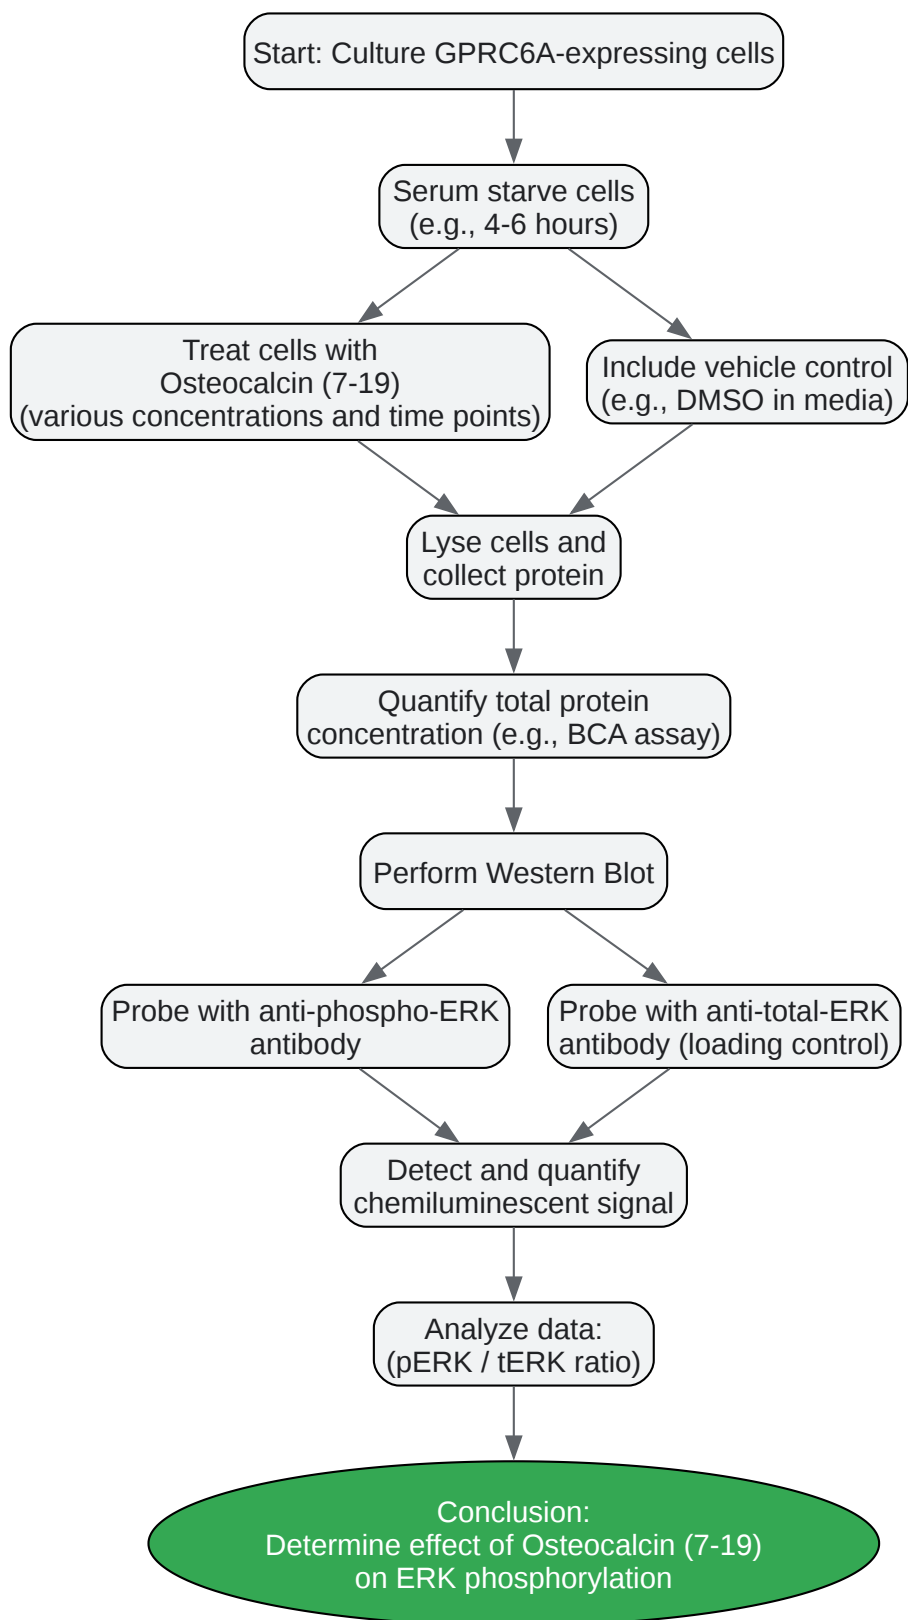 Start: Culture GPRC6A-expressing cells
Serum starve cells
(e.g., 4-6 hours)
Treat cells with
Osteocalcin (7-19)
(various concentrations and time points)
Include vehicle control
(e.g., DMSO in media)
Lyse cells and
collect protein
Quantify total protein
concentration (e.g., BCA assay)
Perform Western Blot
Probe with anti-phospho-ERK
antibody
Probe with anti-total-ERK
antibody (loading control)
Detect and quantify
chemiluminescent signal
Analyze data:
(pERK / tERK ratio)
Conclusion:
Determine effect of Osteocalcin (7-19)
on ERK phosphorylation